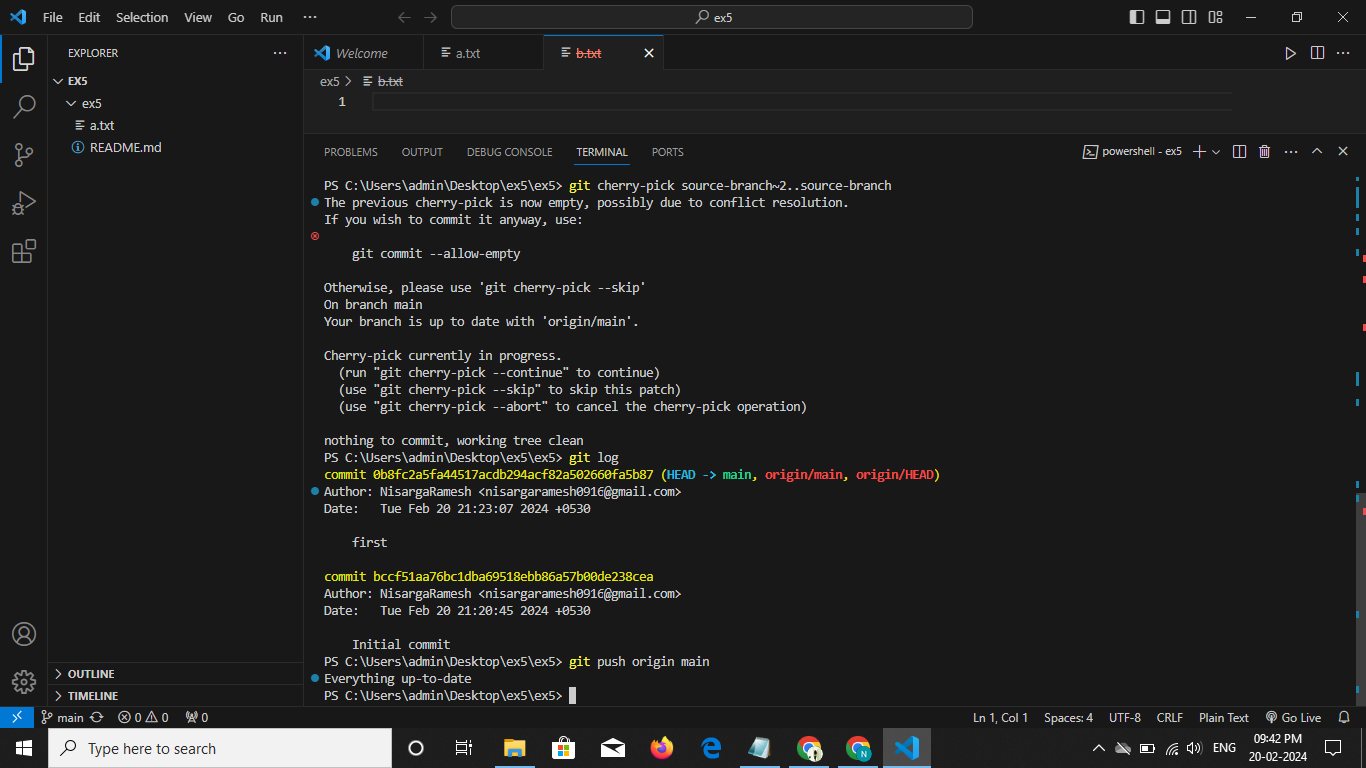 File Edit Selection View Go Run ···
ex5
EXPLORER ···
EX5
ex5
a.txt
README.md
OUTLINE
TIMELINE
Welcome
a.txt
b.txt
ex5 > b.txt
1
PROBLEMS OUTPUT DEBUG CONSOLE TERMINAL PORTS
powershell - ex5
PS C:\Users\admin\Desktop\ex5\ex5> git cherry-pick source-branch~2..source-branch
The previous cherry-pick is now empty, possibly due to conflict resolution.
If you wish to commit it anyway, use:
git commit --allow-empty
Otherwise, please use 'git cherry-pick --skip'
On branch main
Your branch is up to date with 'origin/main'.
Cherry-pick currently in progress.
(run "git cherry-pick --continue" to continue)
(use "git cherry-pick --skip" to skip this patch)
(use "git cherry-pick --abort" to cancel the cherry-pick operation)
nothing to commit, working tree clean
PS C:\Users\admin\Desktop\ex5\ex5> git log
commit 0b8fc2a5fa44517acdb294acf82a502660fa5b87 (HEAD -> main, origin/main, origin/HEAD)
Author: NisargaRamesh <nisargaramesh0916@gmail.com>
Date:   Tue Feb 20 21:23:07 2024 +0530
first
commit bccf51aa76bc1dba69518ebb86a57b00de238cea
Author: NisargaRamesh <nisargaramesh0916@gmail.com>
Date:   Tue Feb 20 21:20:45 2024 +0530
Initial commit
PS C:\Users\admin\Desktop\ex5\ex5> git push origin main
Everything up-to-date
PS C:\Users\admin\Desktop\ex5\ex5>
main 0 0 0
Ln 1, Col 1 Spaces: 4 UTF-8 CRLF Plain Text Go Live
Type here to search
N
ENG
09:42 PM
20-02-2024